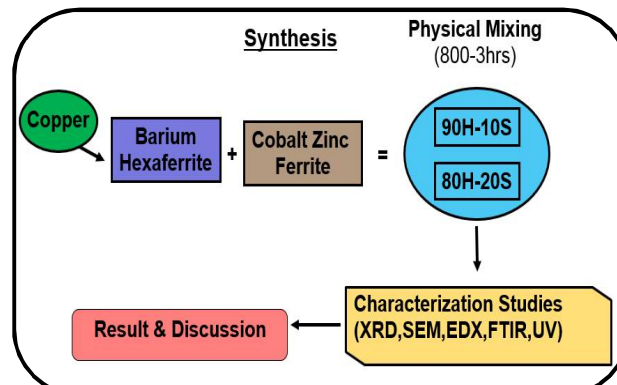 Synthesis
Physical Mixing
(800-3hrs)
Copper
Barium
Hexaferrite
+
Cobalt Zinc
Ferrite
=
90H-10S
80H-20S
Characterization Studies
(XRD,SEM,EDX,FTIR,UV)
Result & Discussion